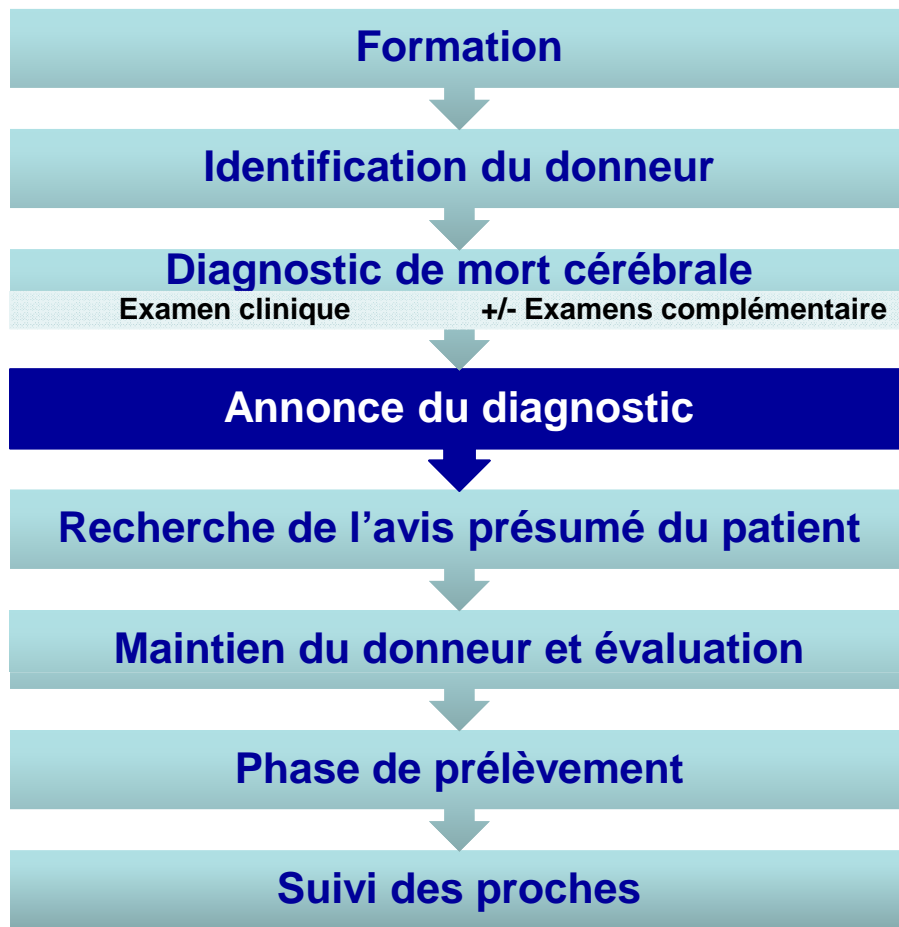 Formation
Identification du donneur
Diagnostic de mort cérébrale
Examen clinique +/- Examens complémentaire
Annonce du diagnostic
Recherche de l'avis présumé du patient
Maintien du donneur et évaluation
Phase de prélèvement
Suivi des proches